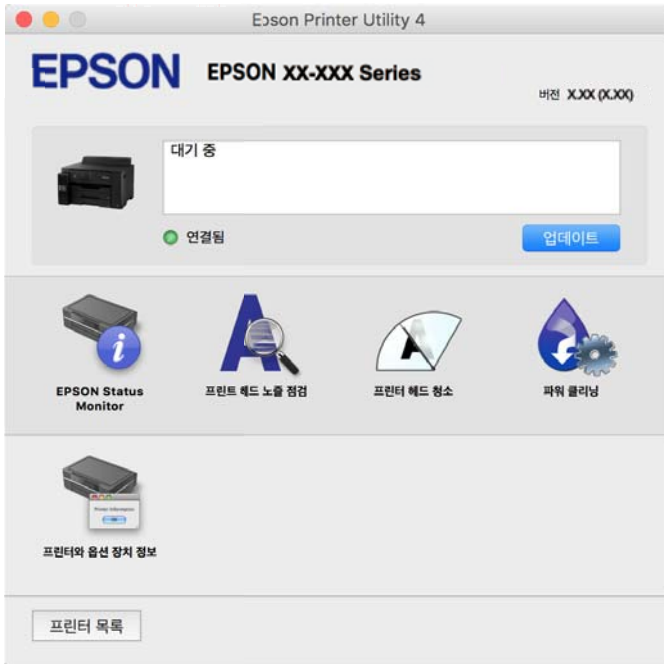 Epson Printer Utility 4
EPSON
EPSON XX-XXX Series
버전 X.XX (X.XX)
대기 중
연결됨
업데이트
EPSON Status
Monitor
프린트 헤드 노즐 점검
프린터 헤드 청소
파워 클리닝
Printer Information
프린터와 옵션 장치 정보
프린터 목록